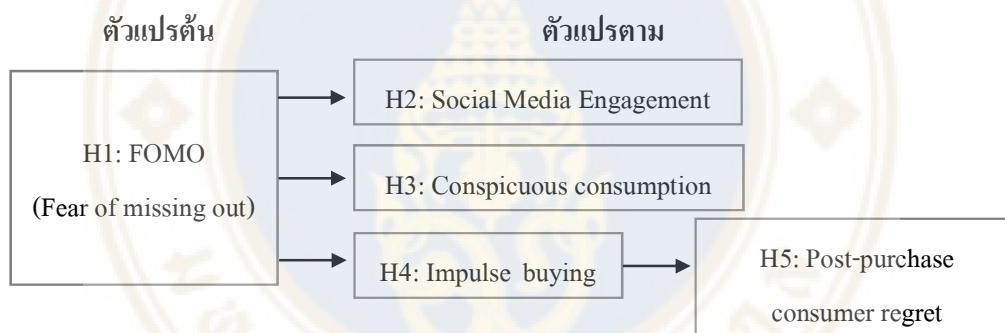 ตัวแปรต้น
ตัวแปรตาม
H1: FOMO
(Fear of missing out)
H2: Social Media Engagement
H3: Conspicuous consumption
H4: Impulse buying
H5: Post-purchase
consumer regret